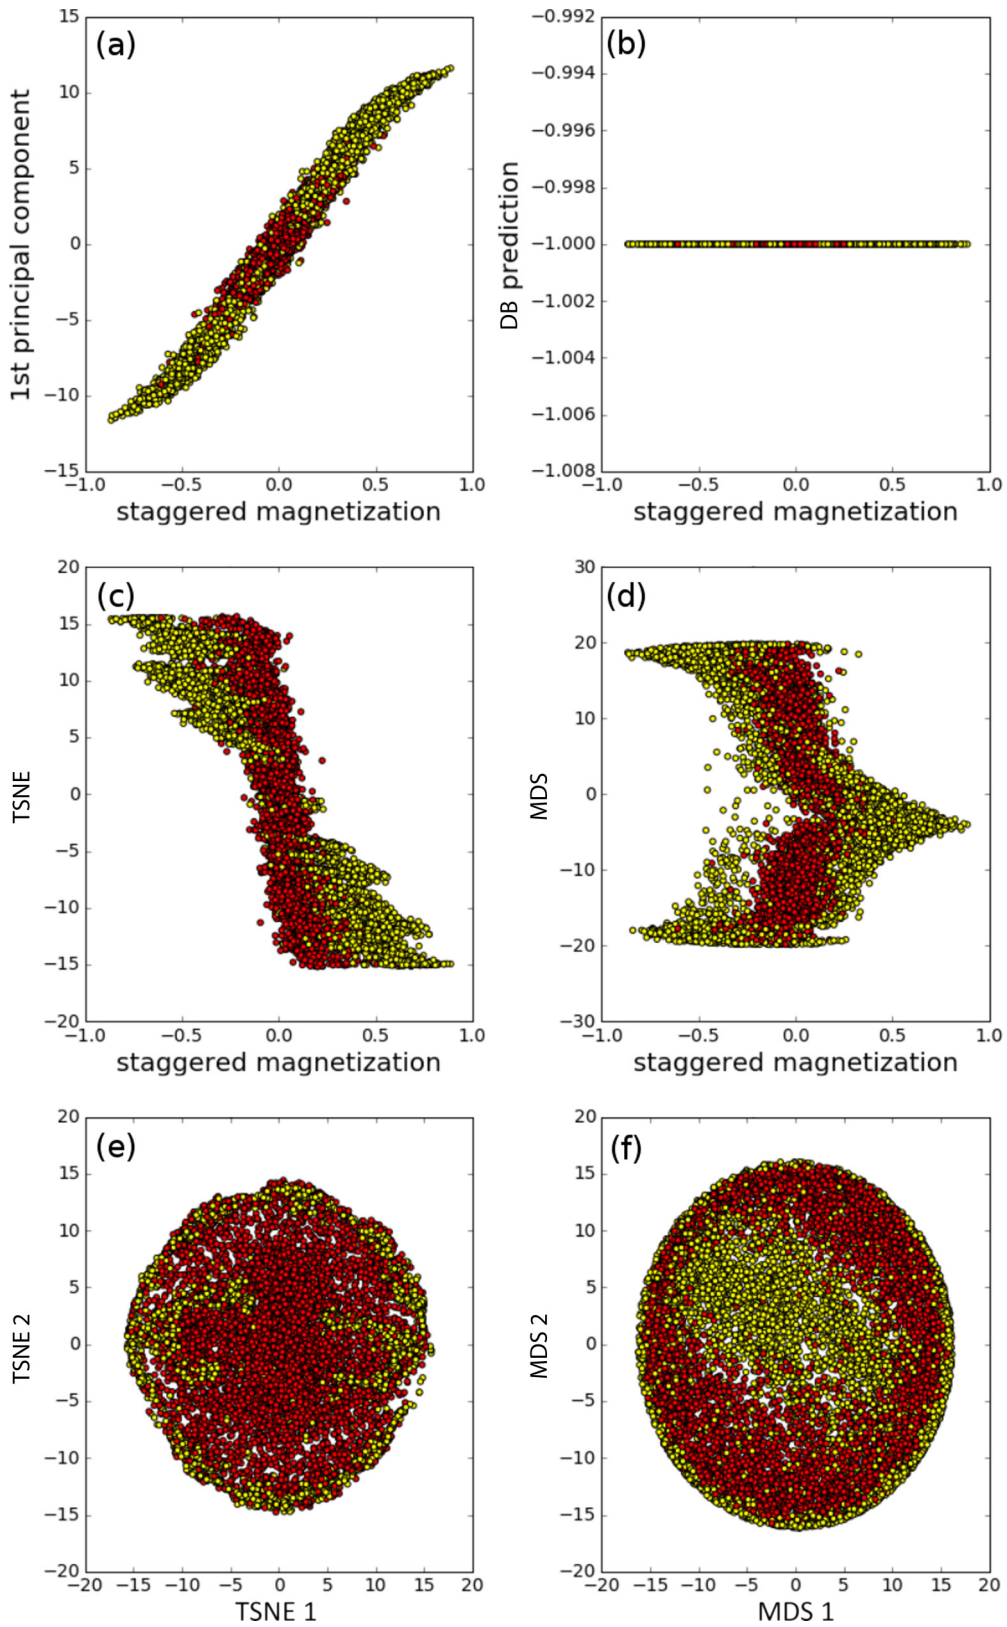 (a)
15
10
5
0
−5
−10
−15
−1.0 −0.5 0.0 0.5 1.0
1st principal component
staggered magnetization
(b)
−0.992
−0.994
−0.996
−0.998
−1.000
−1.002
−1.004
−1.006
−1.008
−1.0 −0.5 0.0 0.5 1.0
DB prediction
staggered magnetization
(c)
20
15
10
5
0
−5
−10
−15
−20
−1.0 −0.5 0.0 0.5 1.0
TSNE
staggered magnetization
(d)
30
20
10
0
−10
−20
−30
−1.0 −0.5 0.0 0.5 1.0
MDS
staggered magnetization
(e)
20
15
10
5
0
−5
−10
−15
−20
−20 −15 −10 −5 0 5 10 15 20
TSNE 2
TSNE 1
(f)
20
15
10
5
0
−5
−10
−15
−20
−20 −15 −10 −5 0 5 10 15 20
MDS 2
MDS 1